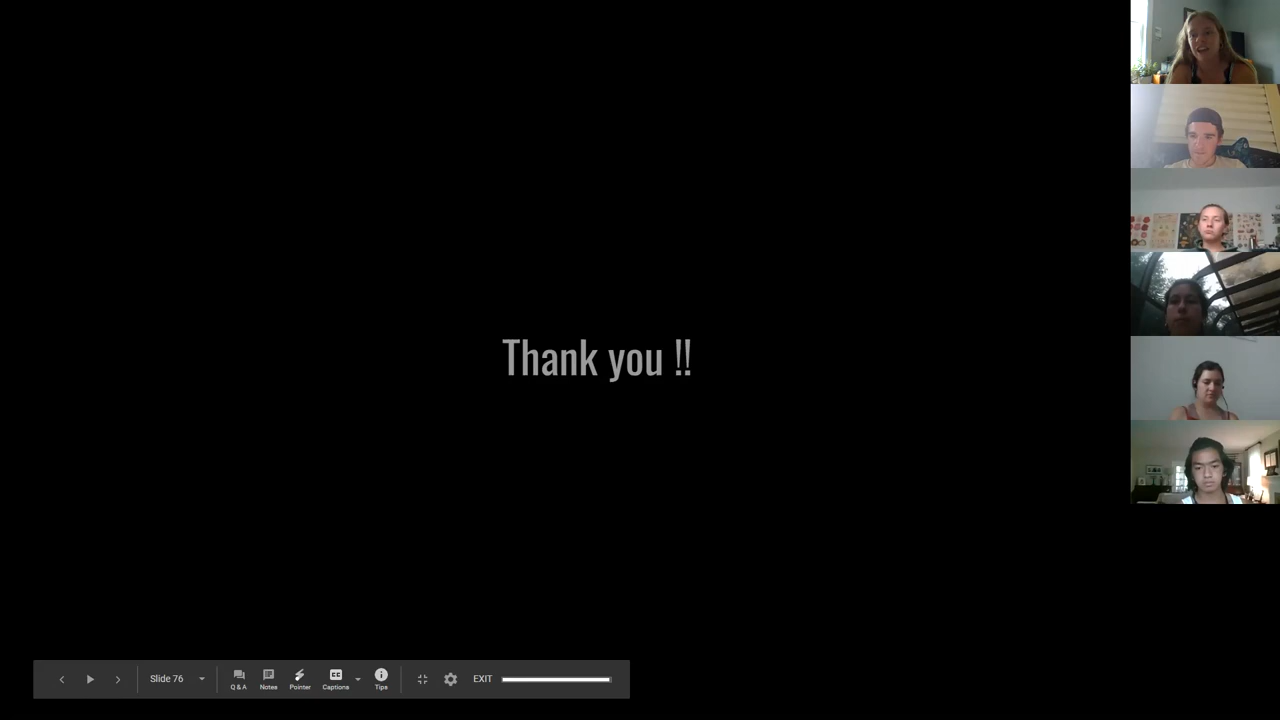 Thank you !!
Slide 76
Q & A
Notes
Pointer
Captions
Tips
EXIT